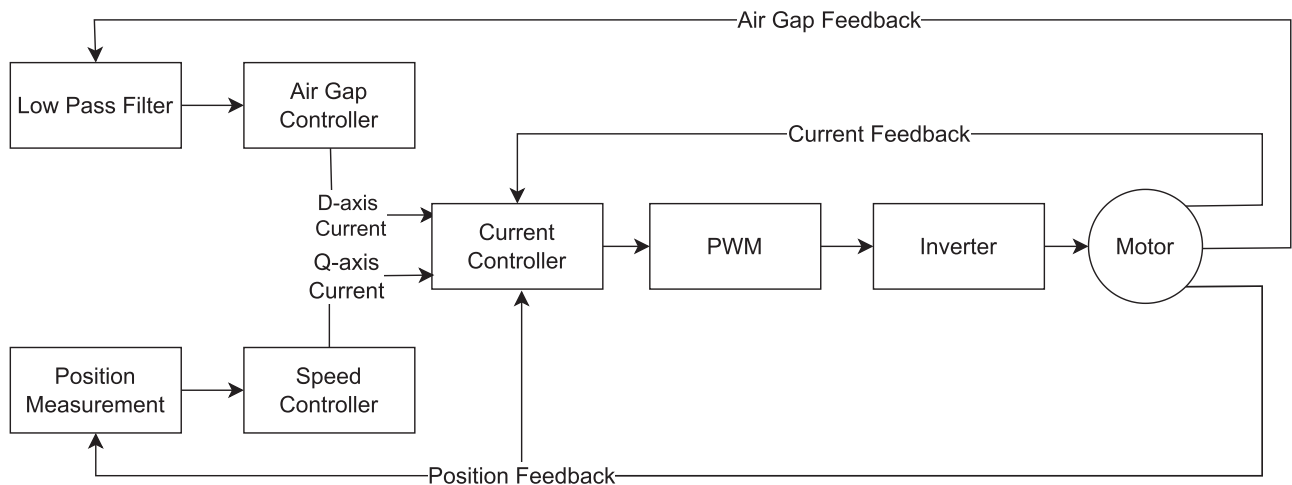 Air Gap Feedback
Low Pass Filter
Air Gap
Controller
Current Feedback
D-axis
Current
Q-axis
Current
Current
Controller
PWM
Inverter
Motor
Position
Measurement
Speed
Controller
Position Feedback